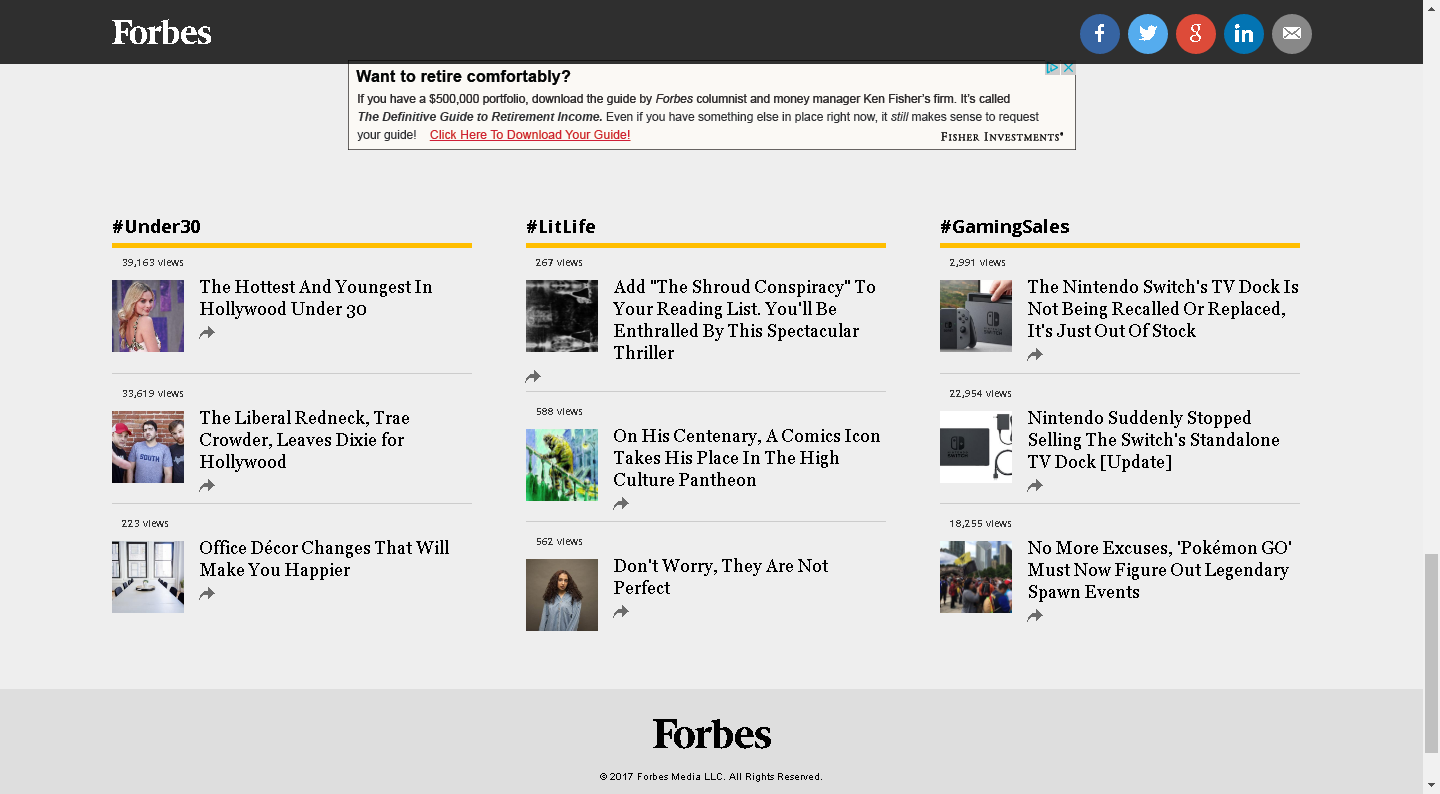 Forbes
Want to retire comfortably?
If you have a $500,000 portfolio, download the guide by Forbes columnist and money manager Ken Fisher's firm. It's called
The Definitive Guide to Retirement Income. Even if you have something else in place right now, it still makes sense to request
your guide! Click Here To Download Your Guide!
FISHER INVESTMENTS®
#Under30
39,163 views
The Hottest And Youngest In
Hollywood Under 30
33,619 views
The Liberal Redneck, Trae
Crowder, Leaves Dixie for
Hollywood
SOUTH
223 views
Office Décor Changes That Will
Make You Happier
#LitLife
267 views
Add "The Shroud Conspiracy" To
Your Reading List. You'll Be
Enthralled By This Spectacular
Thriller
588 views
On His Centenary, A Comics Icon
Takes His Place In The High
Culture Pantheon
562 views
Don't Worry, They Are Not
Perfect
#GamingSales
2,991 views
The Nintendo Switch's TV Dock Is
Not Being Recalled Or Replaced,
It's Just Out Of Stock
22,954 views
Nintendo Suddenly Stopped
Selling The Switch's Standalone
TV Dock [Update]
18,255 views
No More Excuses, 'Pokémon GO'
Must Now Figure Out Legendary
Spawn Events
Forbes
© 2017 Forbes Media LLC. All Rights Reserved.